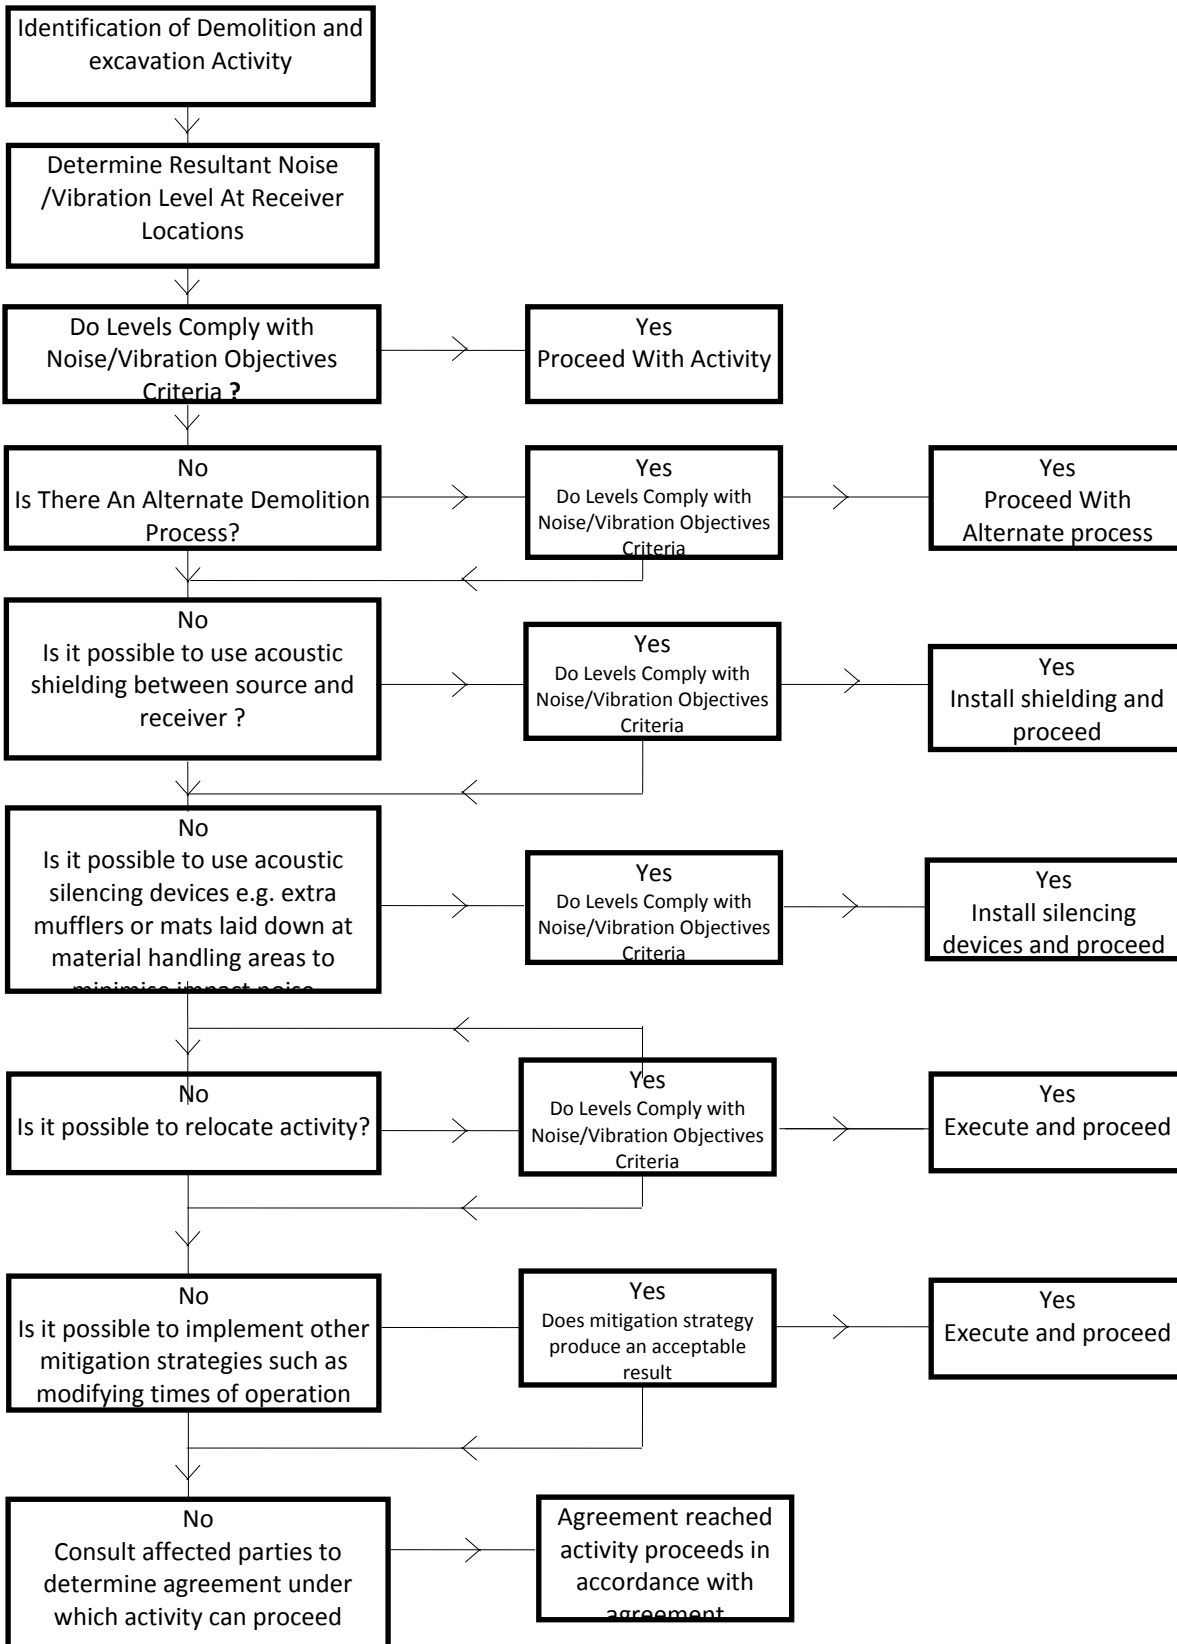 Identification of Demolition and
excavation Activity
Determine Resultant Noise
/Vibration Level At Receiver
Locations
Do Levels Comply with
Noise/Vibration Objectives
Criteria ?
Yes
Proceed With Activity
No
Is There An Alternate Demolition
Process?
Yes
Do Levels Comply with
Noise/Vibration Objectives
Criteria
Yes
Proceed With
Alternate process
No
Is it possible to use acoustic
shielding between source and
receiver ?
Yes
Do Levels Comply with
Noise/Vibration Objectives
Criteria
Yes
Install shielding and
proceed
No
Is it possible to use acoustic
silencing devices e.g. extra
mufflers or mats laid down at
material handling areas to
minimise impact noise
Yes
Do Levels Comply with
Noise/Vibration Objectives
Criteria
Yes
Install silencing
devices and proceed
No
Is it possible to relocate activity?
Yes
Do Levels Comply with
Noise/Vibration Objectives
Criteria
Yes
Execute and proceed
No
Is it possible to implement other
mitigation strategies such as
modifying times of operation
Yes
Does mitigation strategy
produce an acceptable
result
Yes
Execute and proceed
No
Consult affected parties to
determine agreement under
which activity can proceed
Agreement reached
activity proceeds in
accordance with
agreement